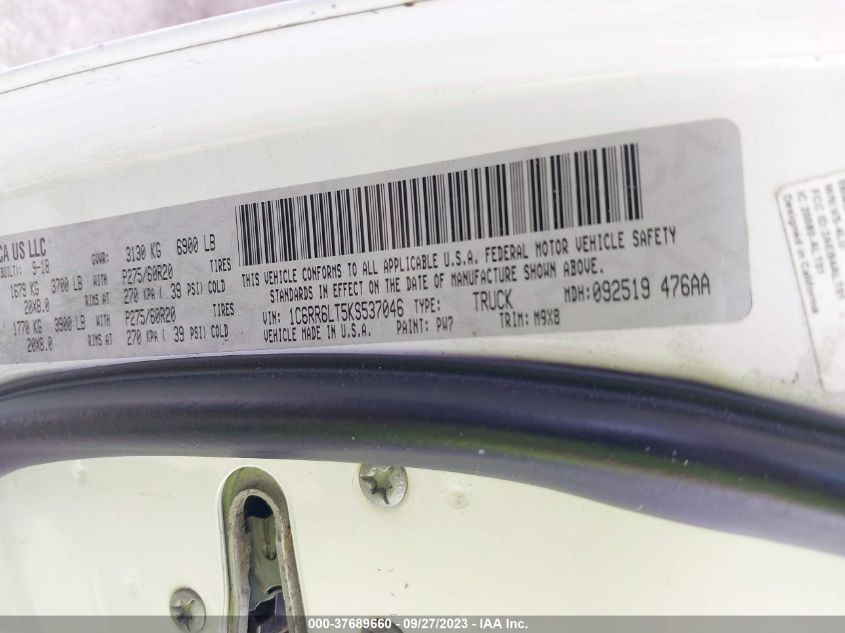 CA US LLC
BUILT): 9-18
GVWR: 3130 KG 6900 LB
1679 KG 3700 LB WITH P275/60R20 TIRES
20X8.0 RIMS AT 270 KPA ( 39 PSI) COLD
1770 KG 3900 LB WITH P275/60R20 TIRES
20X8.0 RIMS AT 270 KPA ( 39 PSI) COLD
THIS VEHICLE CONFORMS TO ALL APPLICABLE U.S.A. FEDERAL MOTOR VEHICLE SAFETY
STANDARDS IN EFFECT ON THE DATE OF MANUFACTURE SHOWN ABOVE.
VIN: 1C6RR6LT5KS537046 TYPE: TRUCK MDH:092519 476AA
VEHICLE MADE IN U.S.A. PAINT: PW7 TRIM: M9X8
Designed in California
000-37689660 - 09/27/2023 - IAA Inc.